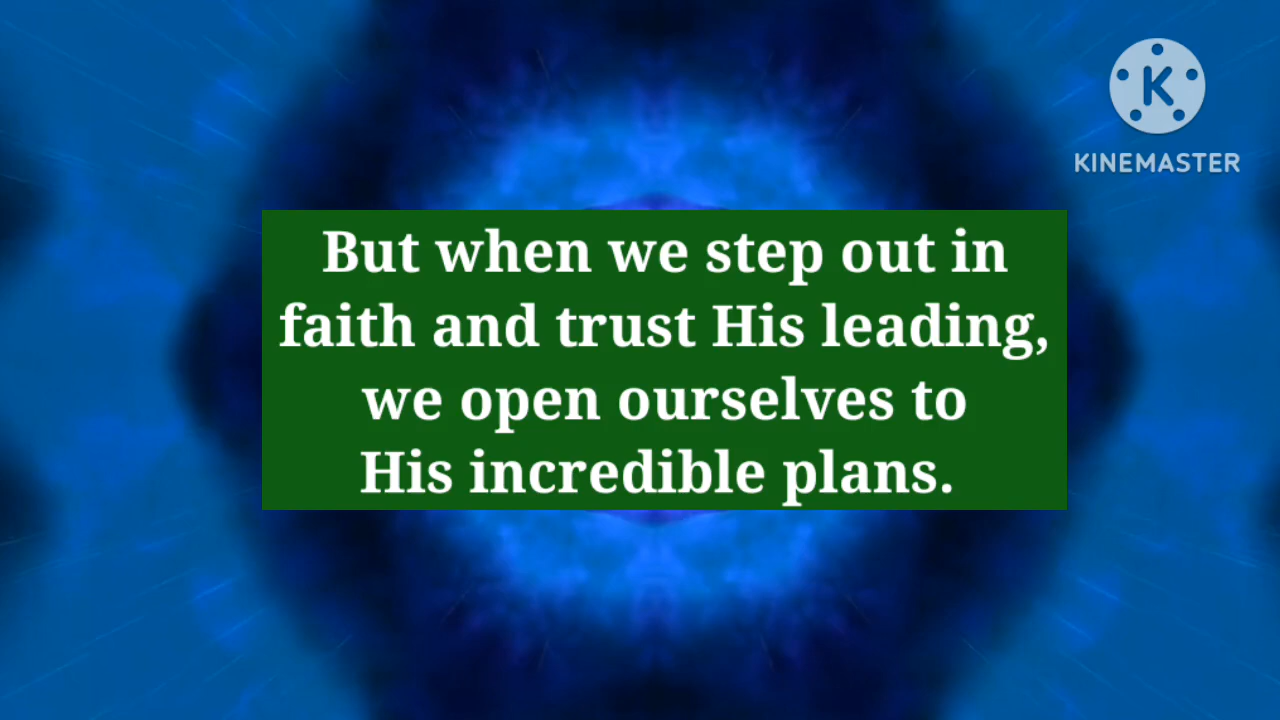 K
KINEMASTER
But when we step out in
faith and trust His leading,
we open ourselves to
His incredible plans.